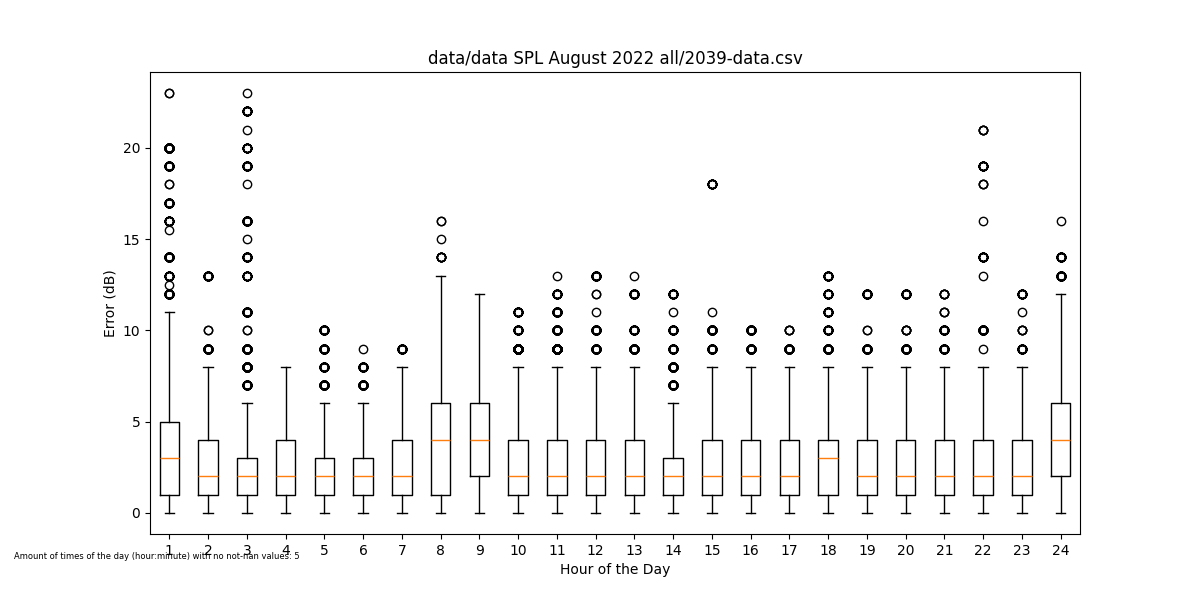 data/data SPL August 2022 all/2039-data.csv
Error (dB)
20
15
10
5
0
1 2 3 4 5 6 7 8 9 10 11 12 13 14 15 16 17 18 19 20 21 22 23 24
Amount of times of the day (hour:minute) with no not-nan values: 5
Hour of the Day